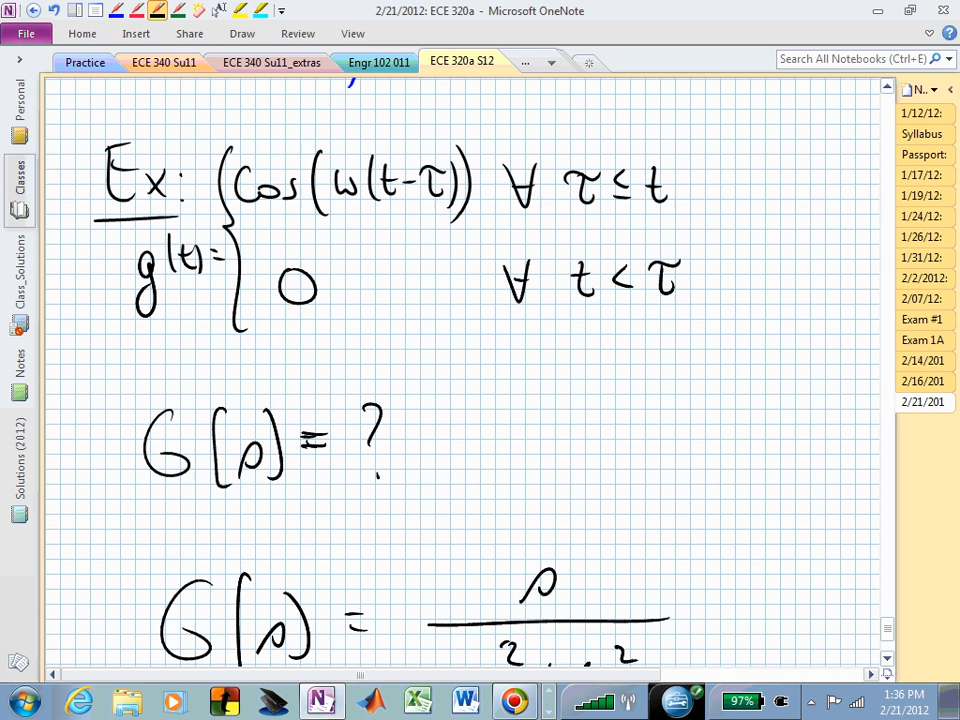 2/21/2012: ECE 320a - Microsoft OneNote
File Home Insert Share Draw Review View
Practice ECE 340 Su11 ECE 340 Su11_extras Engr 102 011 ECE 320a S12 ...
Search All Notebooks (Ctrl+E)
N..
Personal
Classes
Class_Solutions
Notes
Solutions (2012)
Ex: cos(w(t-τ)) ∀ τ ≤ t
g(t) = { 0 ∀ t < τ
G(s) = ?
G(s) = s
2 2
1/12/12:
Syllabus
Passport:
1/17/12:
1/19/12:
1/24/12:
1/26/12:
1/31/12:
2/2/2012:
2/07/12:
Exam #1
Exam 1A
2/14/201
2/16/201
2/21/201
97%
1:36 PM
2/21/2012